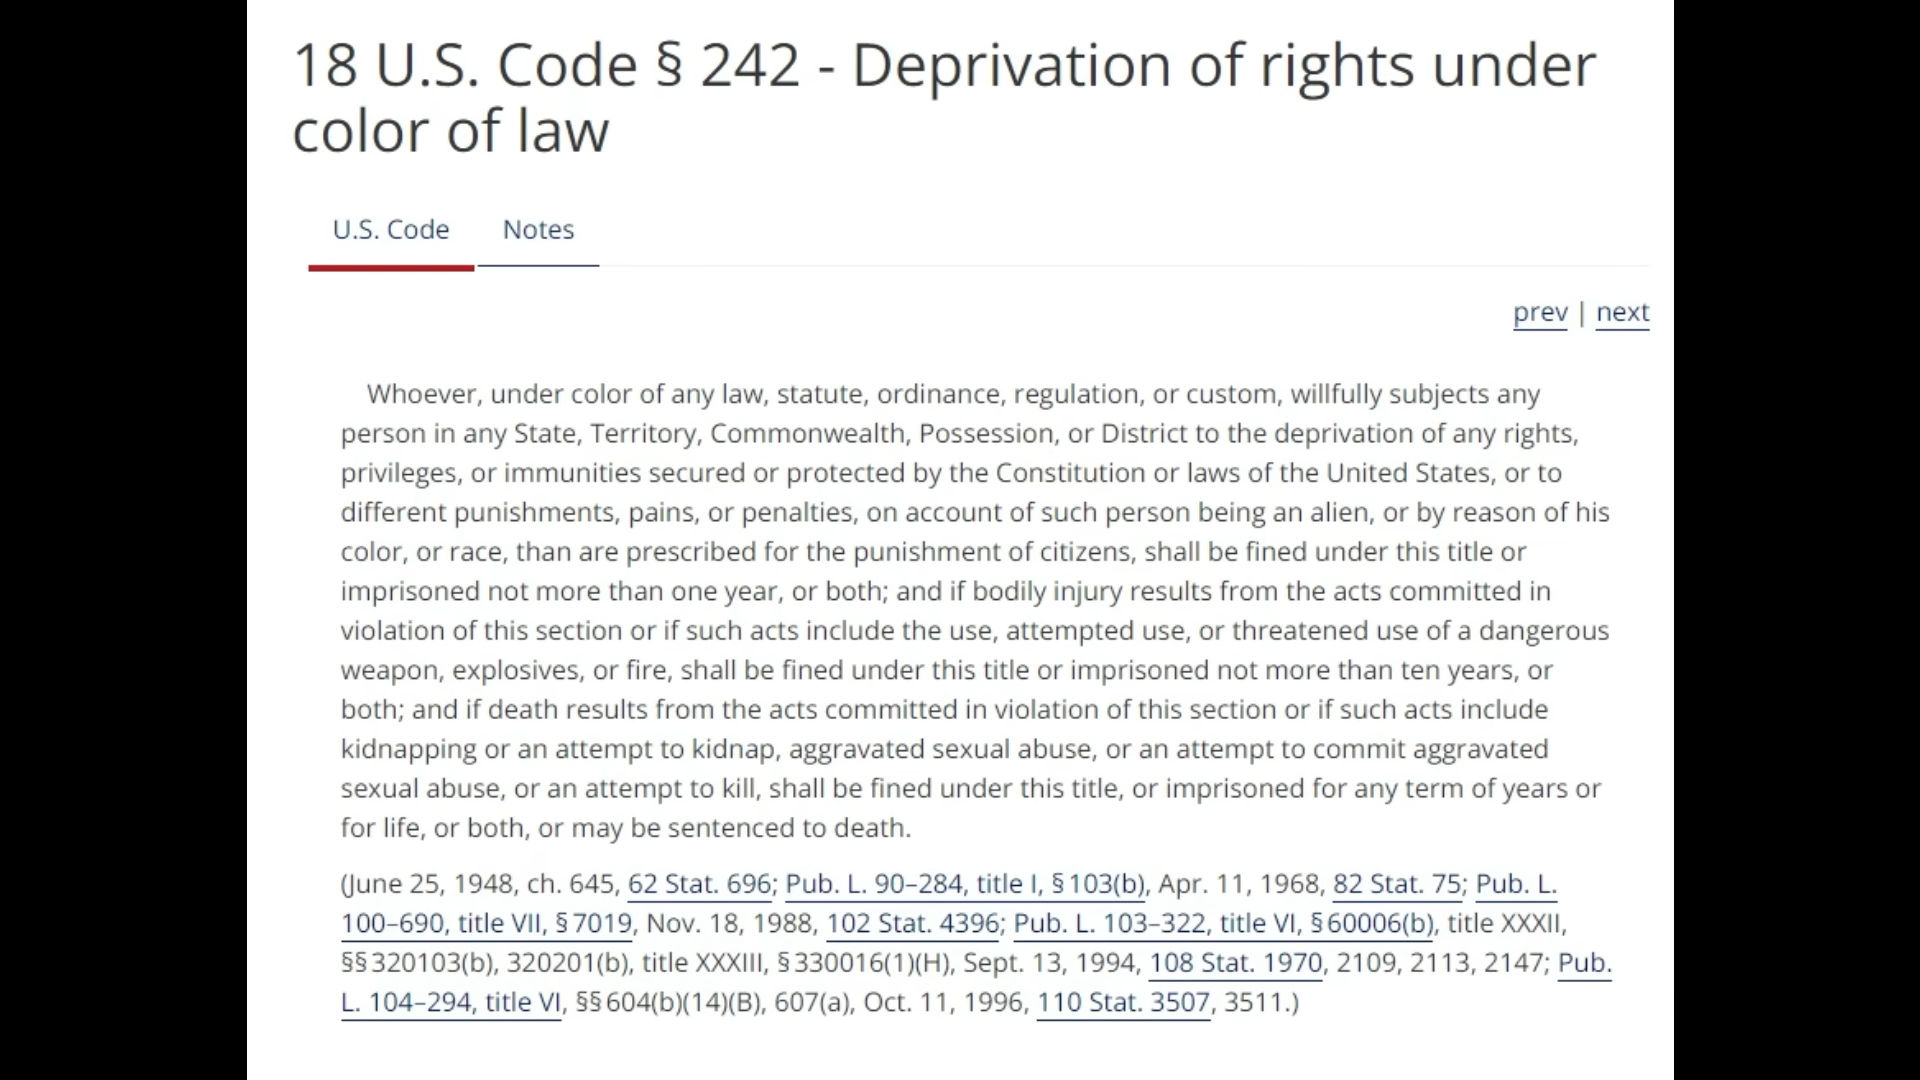 18 U.S. Code § 242 - Deprivation of rights under
color of law
U.S. Code Notes
prev | next
Whoever, under color of any law, statute, ordinance, regulation, or custom, willfully subjects any
person in any State, Territory, Commonwealth, Possession, or District to the deprivation of any rights,
privileges, or immunities secured or protected by the Constitution or laws of the United States, or to
different punishments, pains, or penalties, on account of such person being an alien, or by reason of his
color, or race, than are prescribed for the punishment of citizens, shall be fined under this title or
imprisoned not more than one year, or both; and if bodily injury results from the acts committed in
violation of this section or if such acts include the use, attempted use, or threatened use of a dangerous
weapon, explosives, or fire, shall be fined under this title or imprisoned not more than ten years, or
both; and if death results from the acts committed in violation of this section or if such acts include
kidnapping or an attempt to kidnap, aggravated sexual abuse, or an attempt to commit aggravated
sexual abuse, or an attempt to kill, shall be fined under this title, or imprisoned for any term of years or
for life, or both, or may be sentenced to death.
(June 25, 1948, ch. 645, 62 Stat. 696; Pub. L. 90–284, title I, § 103(b), Apr. 11, 1968, 82 Stat. 75; Pub. L.
100–690, title VII, § 7019, Nov. 18, 1988, 102 Stat. 4396; Pub. L. 103–322, title VI, § 60006(b), title XXXII,
§§ 320103(b), 320201(b), title XXXIII, § 330016(1)(H), Sept. 13, 1994, 108 Stat. 1970, 2109, 2113, 2147; Pub.
L. 104–294, title VI, §§ 604(b)(14)(B), 607(a), Oct. 11, 1996, 110 Stat. 3507, 3511.)